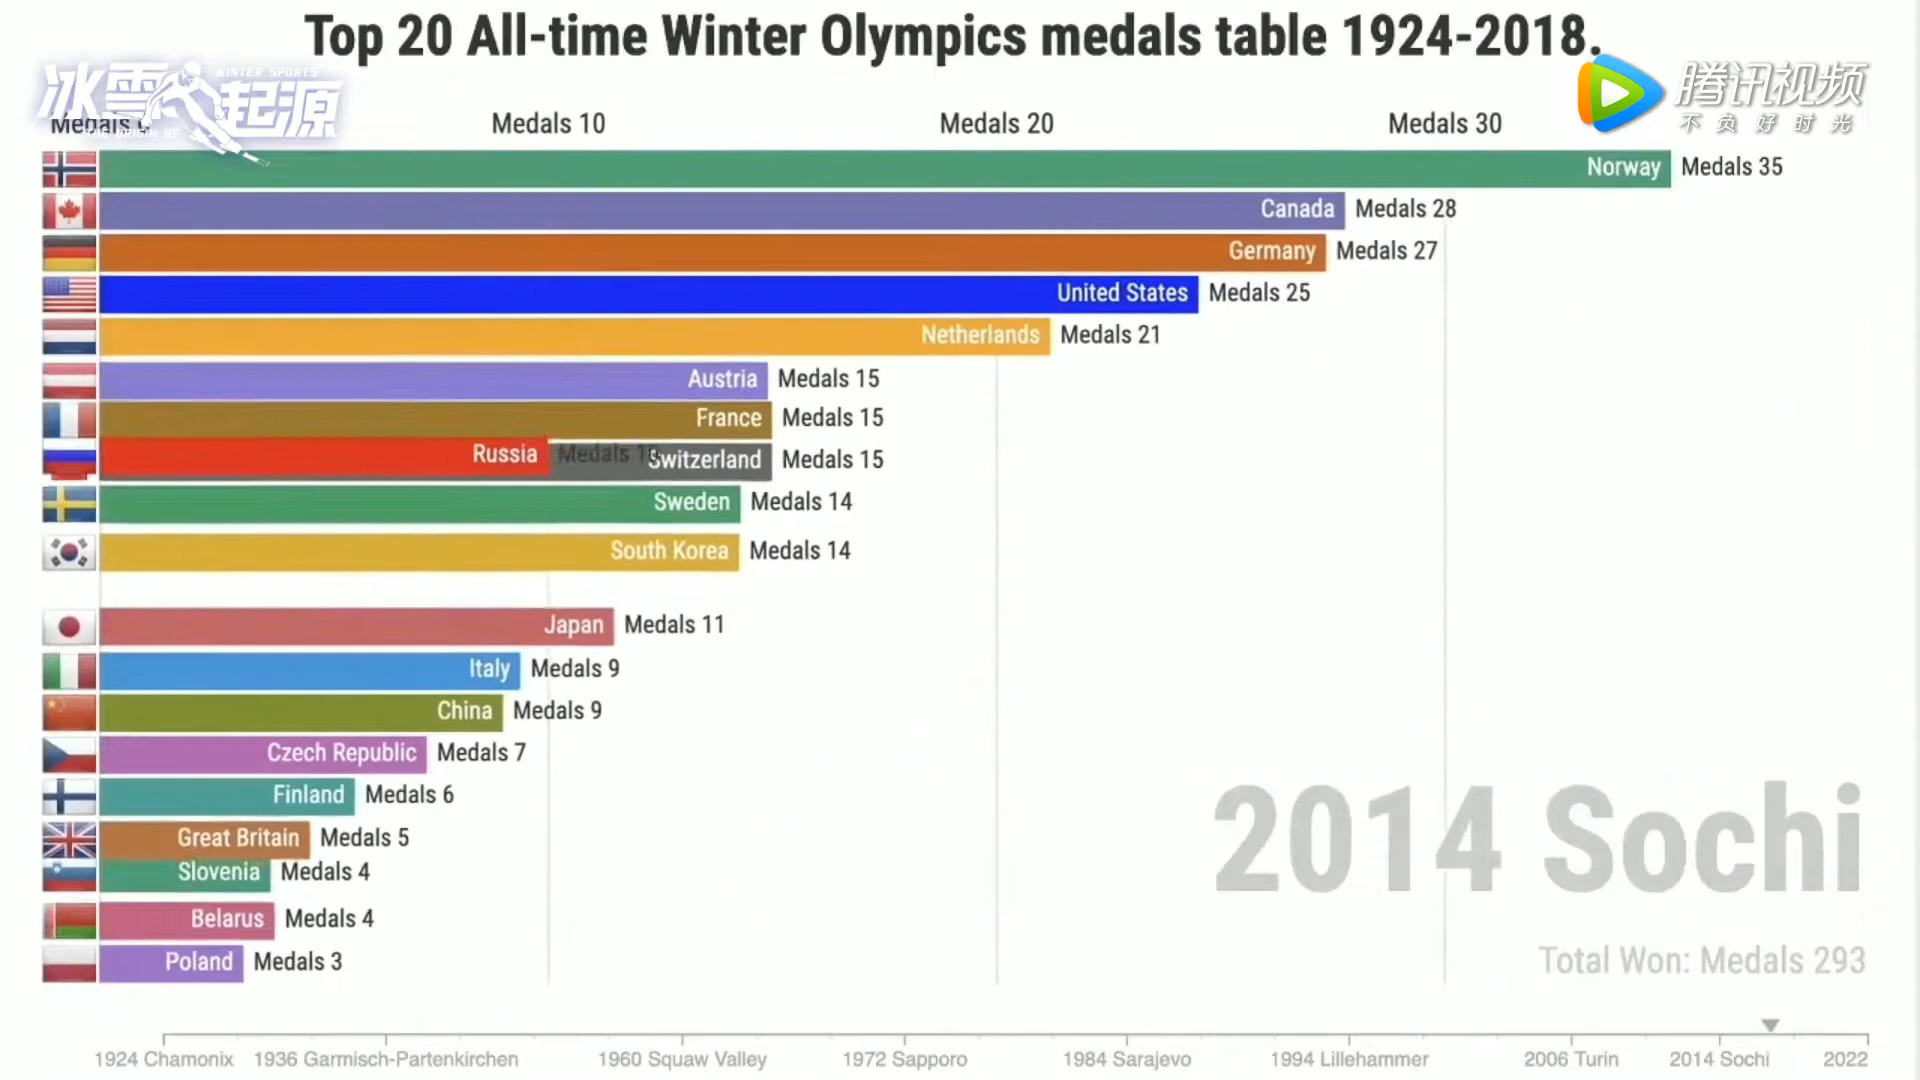 Top 20 All-time Winter Olympics medals table 1924-2018.
冰雪起源
WINTER SPORTS
腾讯视频
不负好时光
Medals 10
Medals 20
Medals 30
Norway Medals 35
Canada Medals 28
Germany Medals 27
United States Medals 25
Netherlands Medals 21
Austria Medals 15
France Medals 15
Russia Medals
Switzerland Medals 15
Sweden Medals 14
South Korea Medals 14
Japan Medals 11
Italy Medals 9
China Medals 9
Czech Republic Medals 7
Finland Medals 6
Great Britain Medals 5
Slovenia Medals 4
Belarus Medals 4
Poland Medals 3
2014 Sochi
Total Won: Medals 293
1924 Chamonix 1936 Garmisch-Partenkirchen 1960 Squaw Valley 1972 Sapporo 1984 Sarajevo 1994 Lillehammer 2006 Turin 2014 Sochi 2022